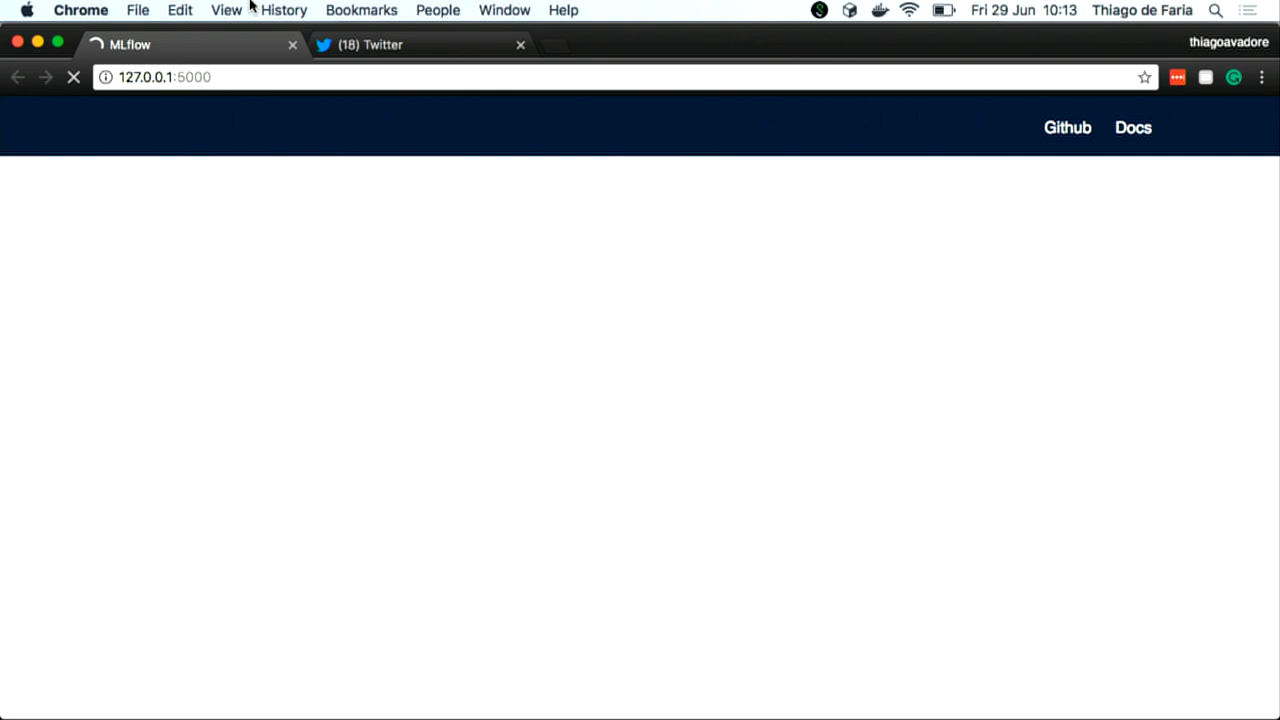 Chrome File Edit View History Bookmarks People Window Help Fri 29 Jun 10:13 Thiago de Faria
MLflow (18) Twitter thiagoavadore
127.0.0.1:5000
Github Docs